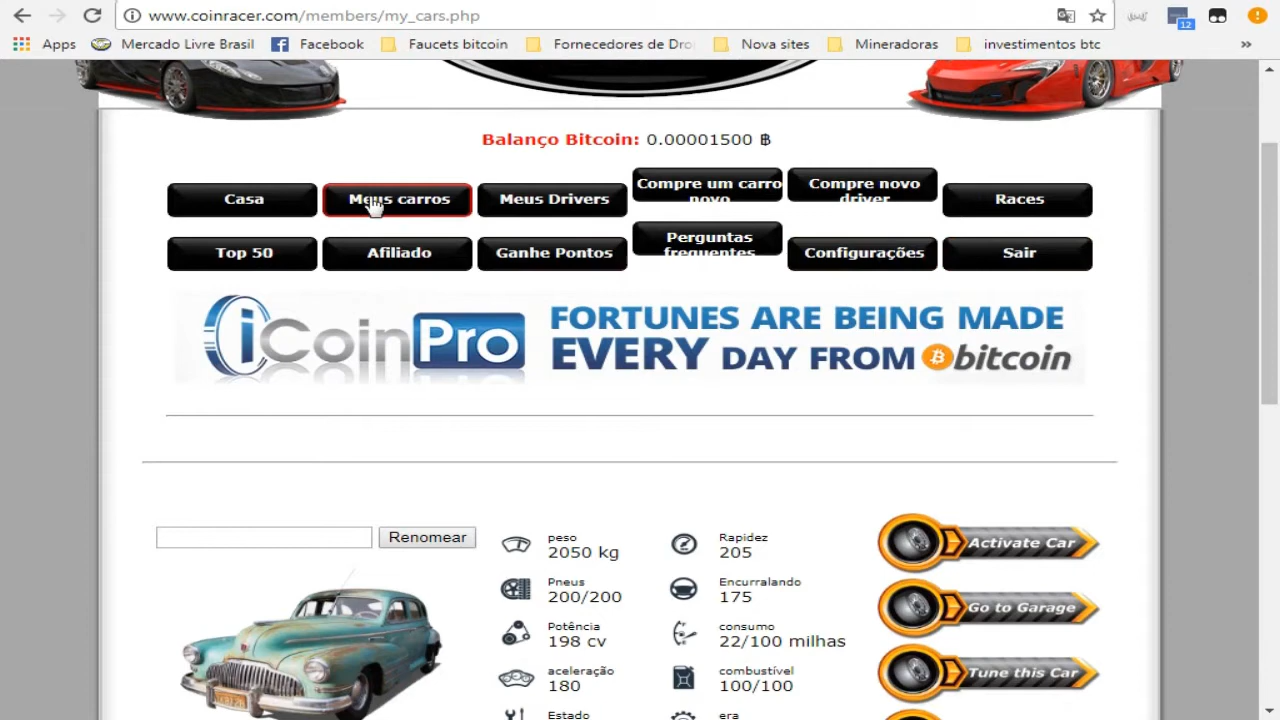 www.coinracer.com/members/my_cars.php
12
Apps Mercado Livre Brasil Facebook Faucets bitcoin Fornecedores de Dro Nova sites Mineradoras investimentos btc »
Balanço Bitcoin: 0.00001500 ฿
Casa Meus carros Meus Drivers Compre um carro novo Compre novo driver Races
Top 50 Afiliado Ganhe Pontos Perguntas frequentes Configurações Sair
iCoinPro FORTUNES ARE BEING MADE
EVERY DAY FROM bitcoin
Renomear
peso
2050 kg
Rapidez
205
Activate Car
Pneus
200/200
Encurralando
175
Go to Garage
Potência
198 cv
consumo
22/100 milhas
aceleração
180
combustível
100/100
Tune this Car
Estado
era